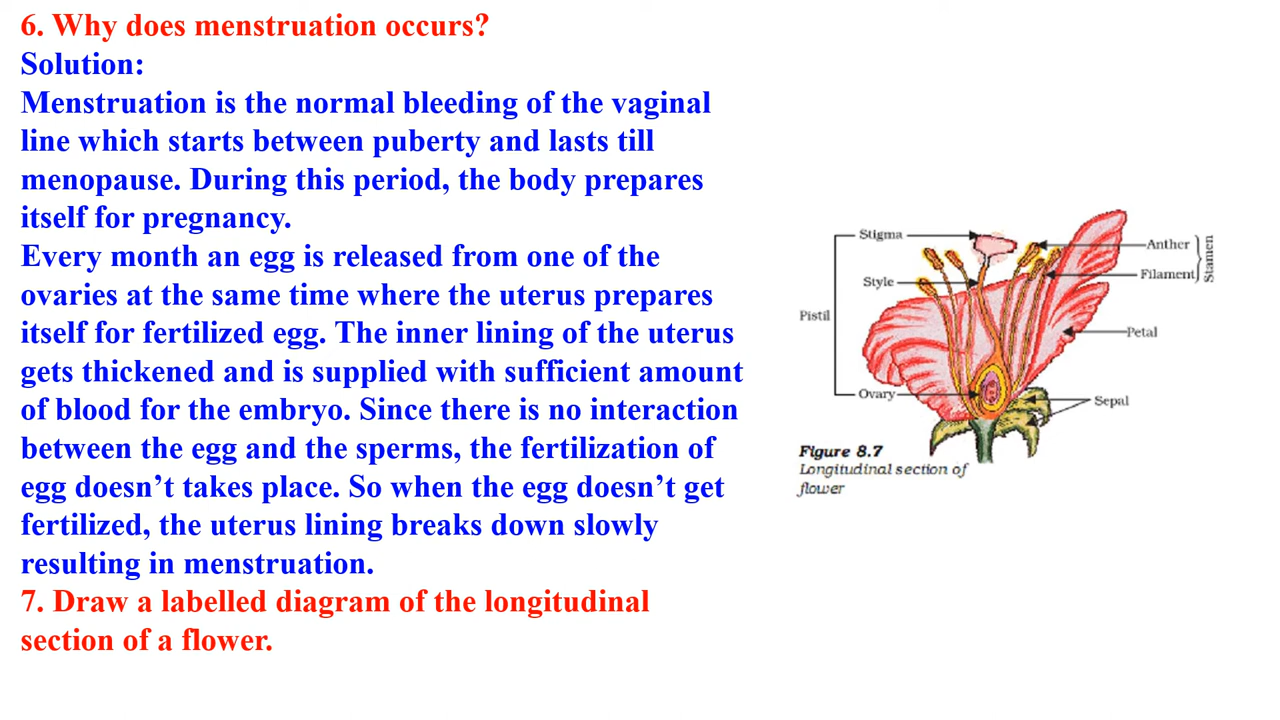 6. Why does menstruation occurs?
Solution:
Menstruation is the normal bleeding of the vaginal
line which starts between puberty and lasts till
menopause. During this period, the body prepares
itself for pregnancy.
Every month an egg is released from one of the
ovaries at the same time where the uterus prepares
itself for fertilized egg. The inner lining of the uterus
gets thickened and is supplied with sufficient amount
of blood for the embryo. Since there is no interaction
between the egg and the sperms, the fertilization of
egg doesn’t takes place. So when the egg doesn’t get
fertilized, the uterus lining breaks down slowly
resulting in menstruation.
7. Draw a labelled diagram of the longitudinal
section of a flower.
Stigma
Style
Pistil
Ovary
Anther
Filament
Stamen
Petal
Sepal
Figure 8.7
Longitudinal section of
flower